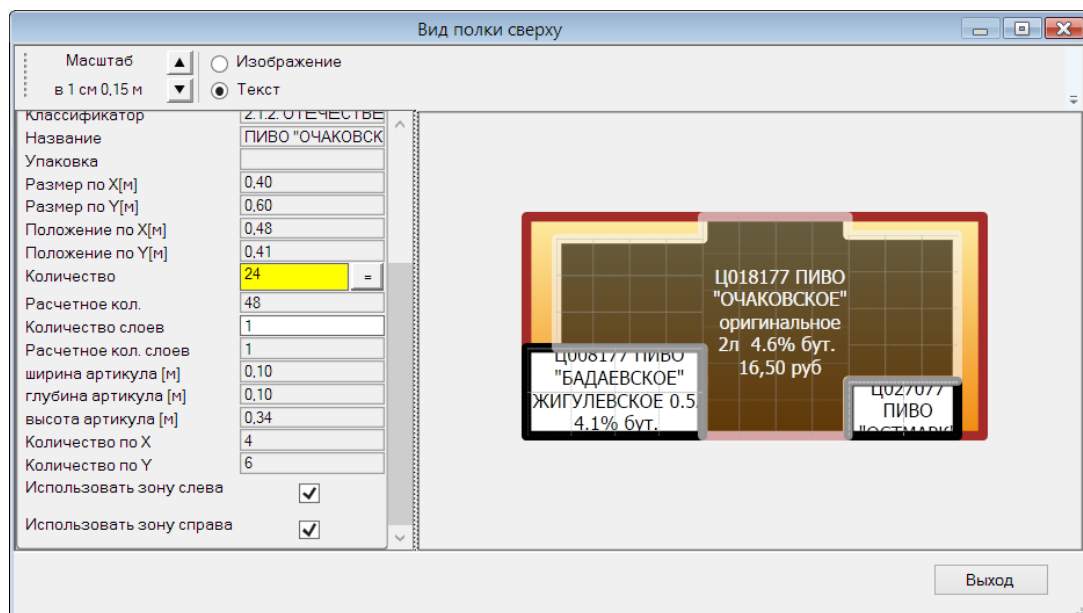 Вид полки сверху
Масштаб
в 1 см 0,15 м
Изображение
Текст
Классификатор 2.1.2. ОТЕЧЕСТВЕ
Название ПИВО "ОЧАКОВСК
Упаковка
Размер по X[м] 0,40
Размер по Y[м] 0,60
Положение по X[м] 0,48
Положение по Y[м] 0,41
Количество 24 =
Расчетное кол. 48
Количество слоев 1
Расчетное кол. слоев 1
ширина артикула [м] 0,10
глубина артикула [м] 0,10
высота артикула [м] 0,34
Количество по X 4
Количество по Y 6
Использовать зону слева
Использовать зону справа
Ц018177 ПИВО
"ОЧАКОВСКОЕ"
оригинальное
2л 4.6% бут.
16,50 руб
Ц008177 ПИВО
"БАДАЕВСКОЕ"
ЖИГУЛЕВСКОЕ 0.5
4.1% бут.
Ц027077
ПИВО
"ОСТМАРК"
Выход